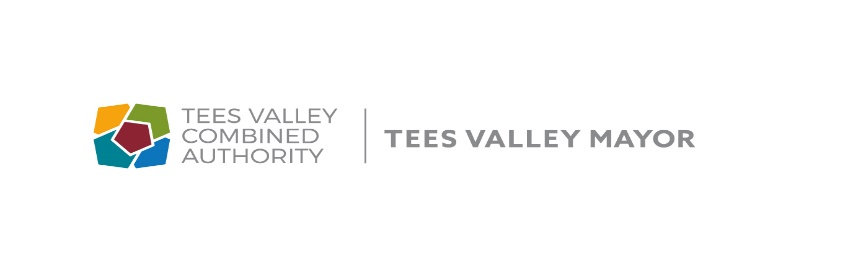 TEES VALLEY
COMBINED
AUTHORITY
TEES VALLEY MAYOR